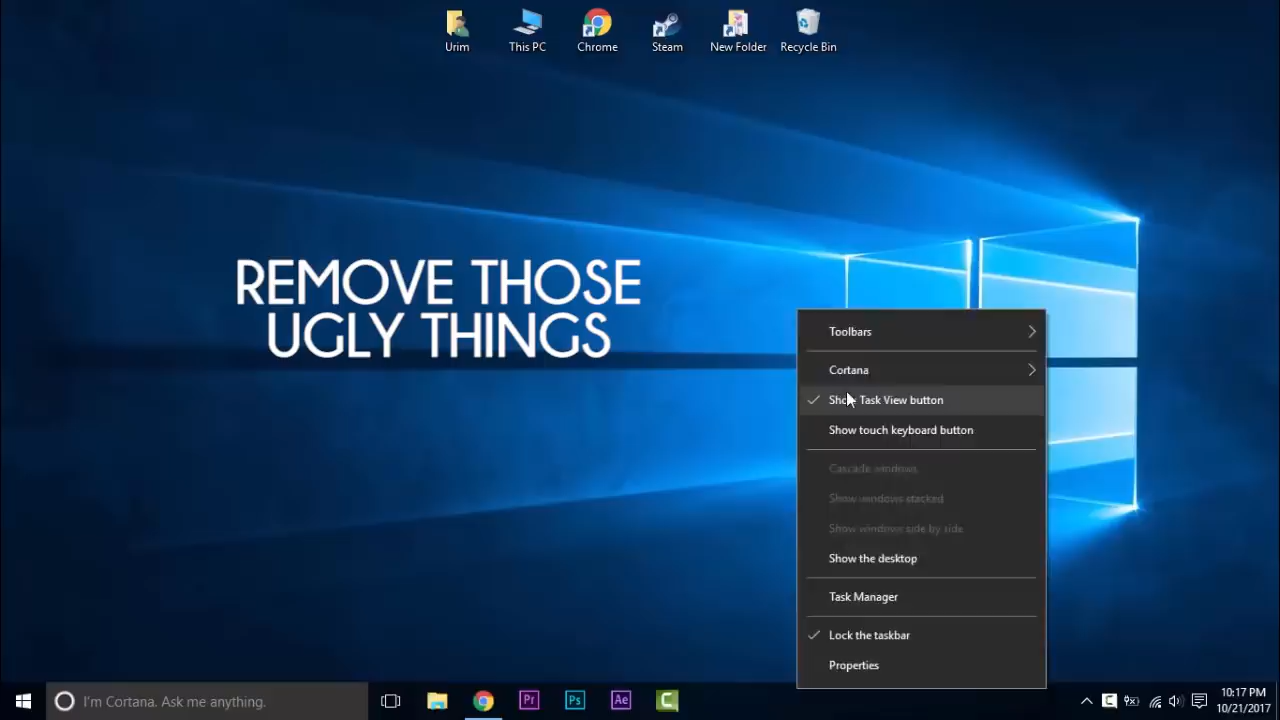 Urim
This PC
Chrome
Steam
New Folder
Recycle Bin
REMOVE THOSE
UGLY THINGS
Toolbars
Cortana
Show Task View button
Show touch keyboard button
Cascade windows
Show windows stacked
Show windows side by side
Show the desktop
Task Manager
Lock the taskbar
Properties
I'm Cortana. Ask me anything.
Pr
Ps
Ae
C
C
10:17 PM
10/21/2017